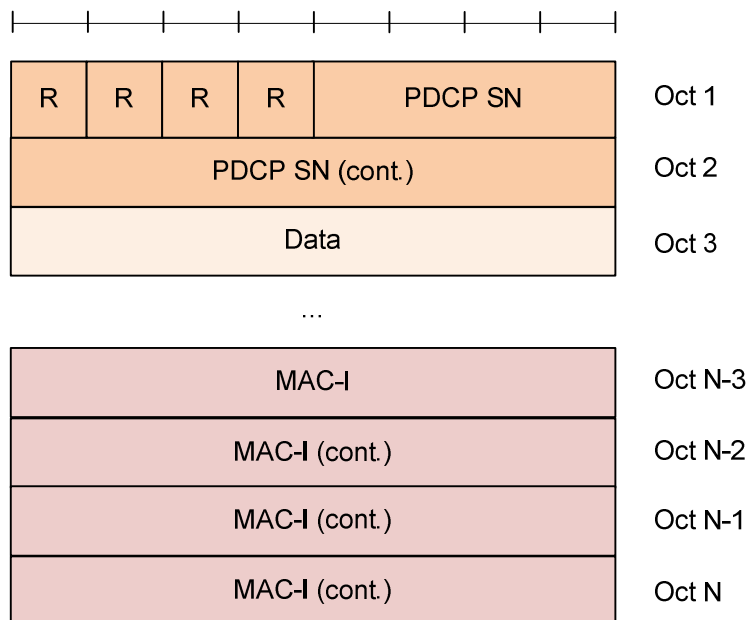 R R R R PDCP SN Oct 1
PDCP SN (cont.) Oct 2
Data Oct 3
...
MAC-I Oct N-3
MAC-I (cont.) Oct N-2
MAC-I (cont.) Oct N-1
MAC-I (cont.) Oct N